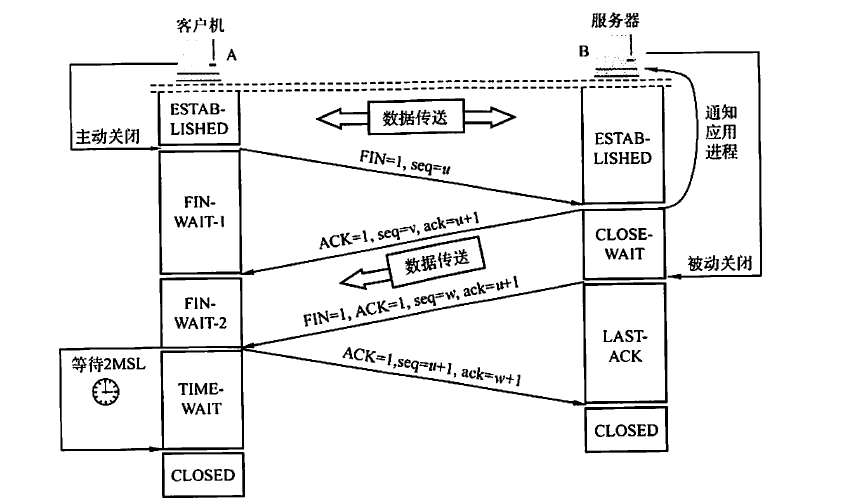 客户机
服务器
A
B
ESTAB-
LISHED
数据传送
通知
应用
进程
主动关闭
ESTAB-
LISHED
FIN=1, seq=u
FIN-
WAIT-1
ACK=1, seq=v, ack=u+1
CLOSE-
WAIT
数据传送
被动关闭
FIN-
WAIT-2
FIN=1, ACK=1, seq=w, ack=u+1
LAST-
ACK
等待2MSL
ACK=1,seq=u+1, ack=w+1
TIME-
WAIT
CLOSED
CLOSED